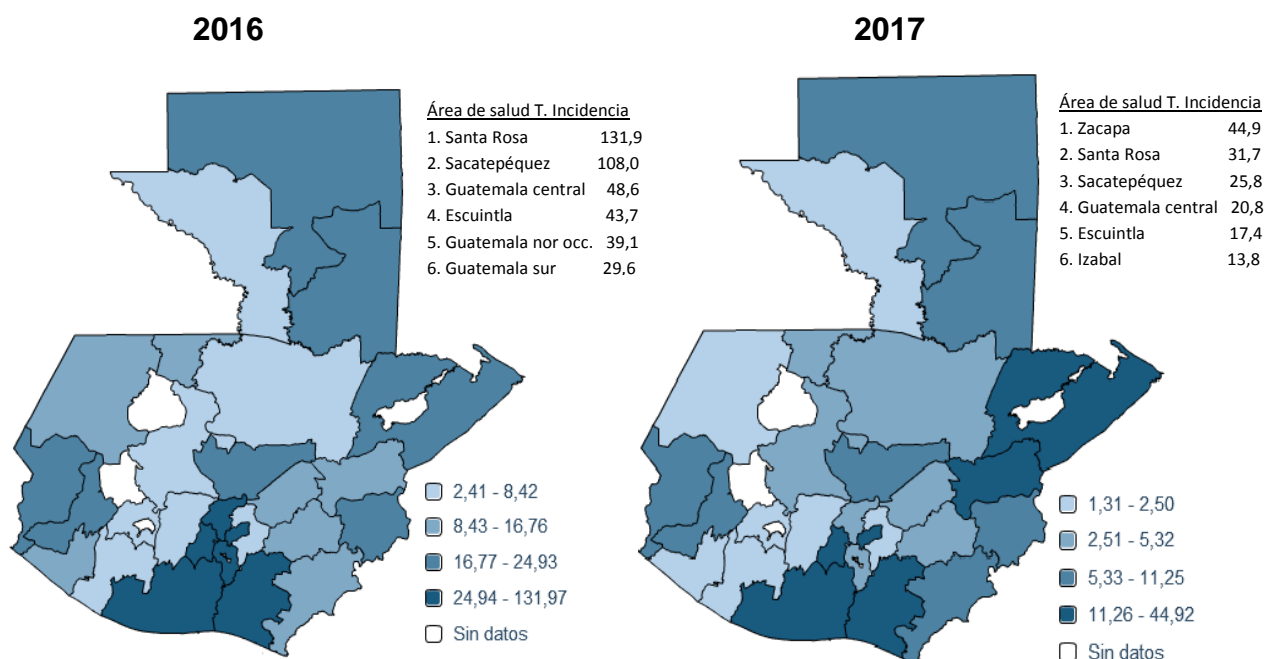 2016
Área de salud T. Incidencia
1. Santa Rosa 131,9
2. Sacatepéquez 108,0
3. Guatemala central 48,6
4. Escuintla 43,7
5. Guatemala nor occ. 39,1
6. Guatemala sur 29,6
2,41 - 8,42
8,43 - 16,76
16,77 - 24,93
24,94 - 131,97
Sin datos
2017
Área de salud T. Incidencia
1. Zacapa 44,9
2. Santa Rosa 31,7
3. Sacatepéquez 25,8
4. Guatemala central 20,8
5. Escuintla 17,4
6. Izabal 13,8
1,31 - 2,50
2,51 - 5,32
5,33 - 11,25
11,26 - 44,92
Sin datos